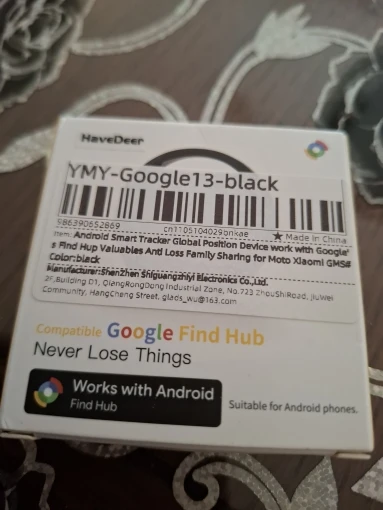 HaveDeer
YMY-Google13-black
986390652869
cn1105104029onkae
★ Made in China
Item: Android Smart Tracker Global Position Device work with Google'
s Find Hup Valuables Anti Loss Family Sharing for Moto Xiaomi GMS#
Color:black
Manufacturer:ShenZhen Shiguangzhiyi Electronics Co.,Ltd.
2F,Building D1, QiangRongDong Industrial Zone, No.723 ZhouShiRoad, JiuWei
Community, HangCheng Street, glads_wu@163.com
Compatible Google Find Hub
Never Lose Things
Works with Android
Find Hub
Suitable for Android phones.